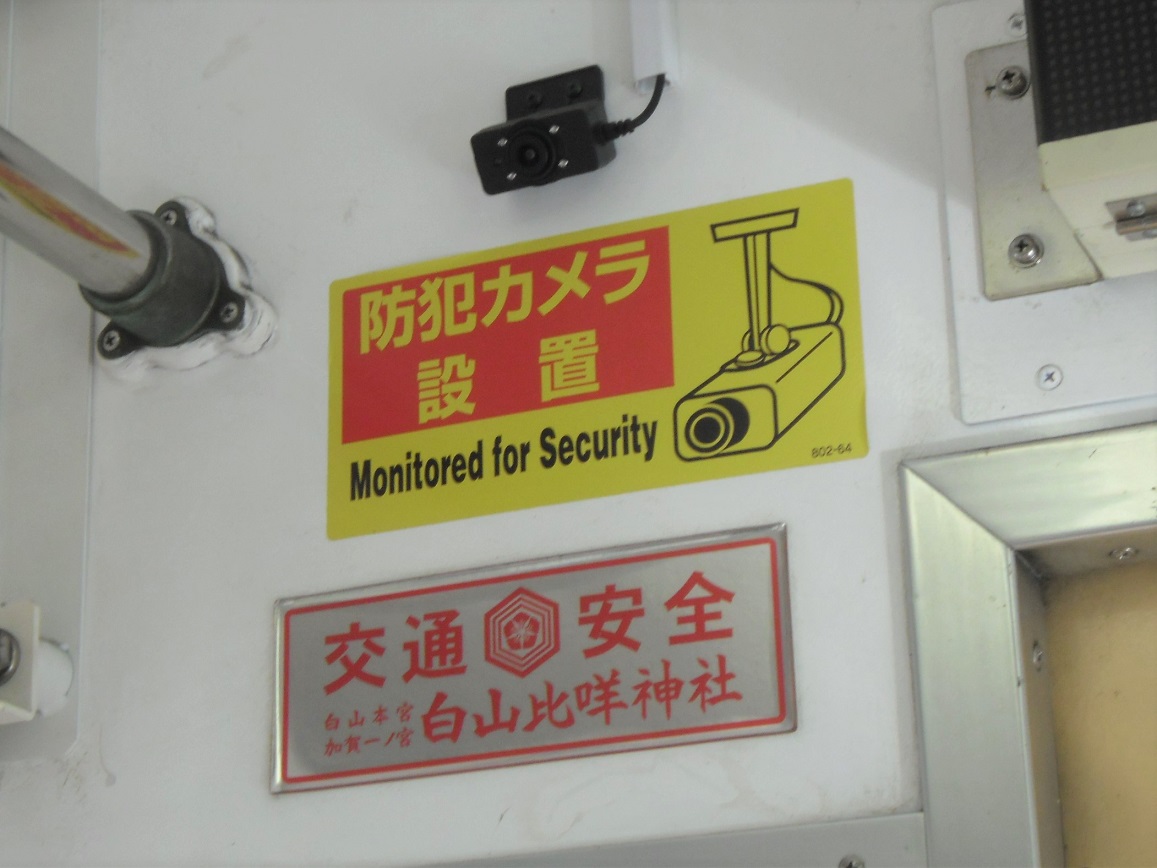 防犯カメラ
設置
Monitored for Security
802-64
交通 安全
白山本宮
加賀一ノ宮
白山比咩神社